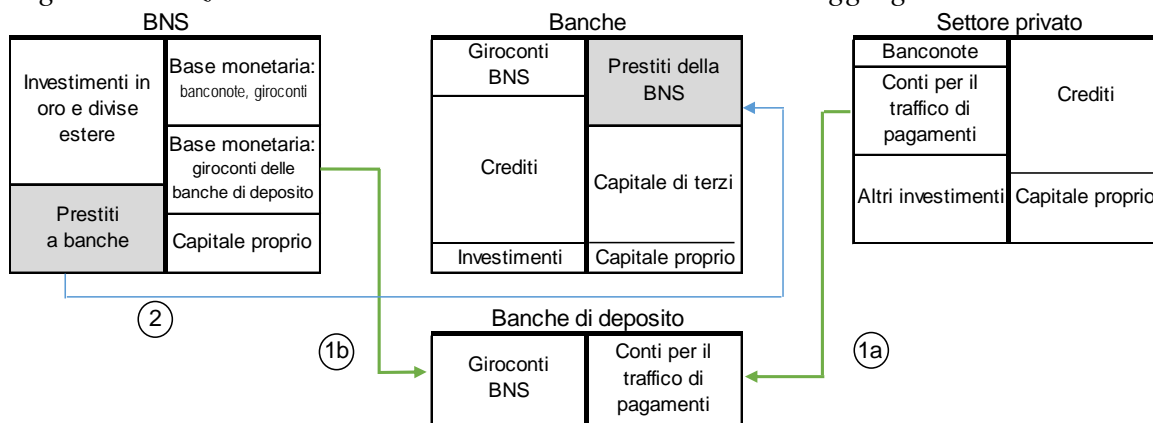 BNS
Banche
Settore privato
Investimenti in
oro e divise
estere
Base monetaria:
banconote, giroconti
Base monetaria:
giroconti delle
banche di deposito
Prestiti
a banche
Capitale proprio
Giroconti
BNS
Prestiti della
BNS
Crediti
Capitale di terzi
Investimenti
Capitale proprio
Banconote
Conti per il
traffico di
pagamenti
Crediti
Altri investimenti
Capitale proprio
2
1b
1a
Banche di deposito
Giroconti
BNS
Conti per il
traffico di
pagamenti